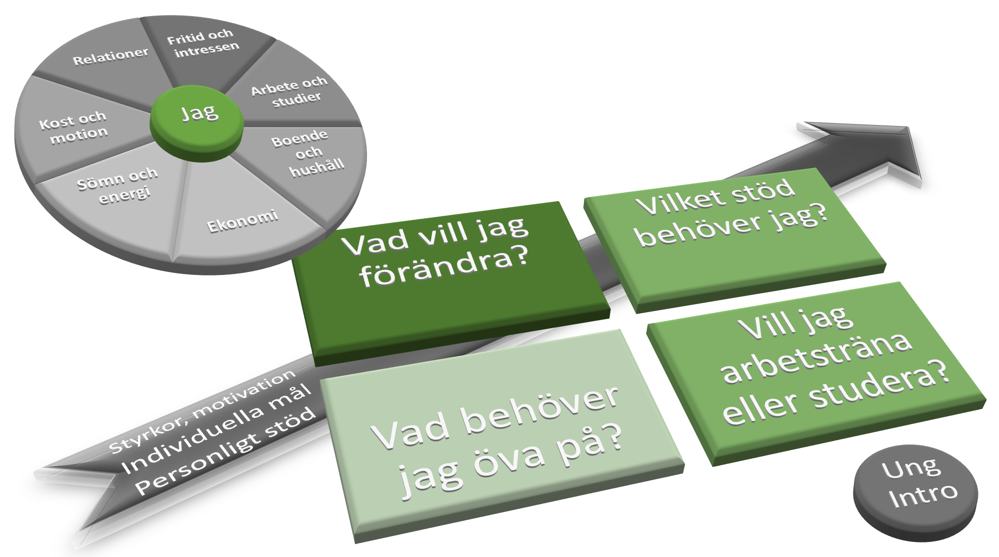 Fritid och
intressen
Arbete och
studier
Boende
och
hushåll
Ekonomi
Sömn och
energi
Kost och
motion
Relationer
Jag
Vad vill jag
förändra?
Vilket stöd
behöver jag?
Vad behöver
jag öva på?
Vill jag
arbetsträna
eller studera?
Styrkor, motivation
Individuella mål
Personligt stöd
Ung
Intro